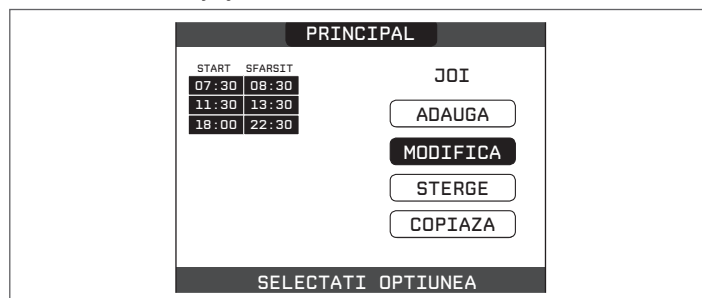 PRINCIPAL
START SFARSIT
07:30 08:30
11:30 13:30
18:00 22:30
JOI
ADAUGA
MODIFICA
STERGE
COPIAZA
SELECTATI OPTIUNEA